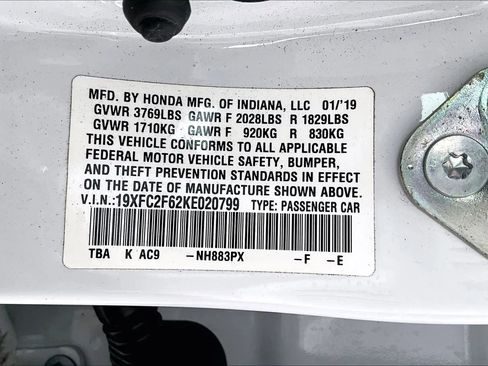 MFD. BY HONDA MFG. OF INDIANA, LLC 01/'19
GVWR 3769LBS GAWR F 2028LBS R 1829LBS
GVWR 1710KG GAWR F 920KG R 830KG
THIS VEHICLE CONFORMS TO ALL APPLICABLE
FEDERAL MOTOR VEHICLE SAFETY, BUMPER,
AND THEFT PREVENTION STANDARDS IN EFFECT
ON THE DATE OF MANUFACTURE SHOWN ABOVE.
V.I.N.:19XFC2F62KE020799 TYPE: PASSENGER CAR
TBA K AC9 -NH883PX -F -E